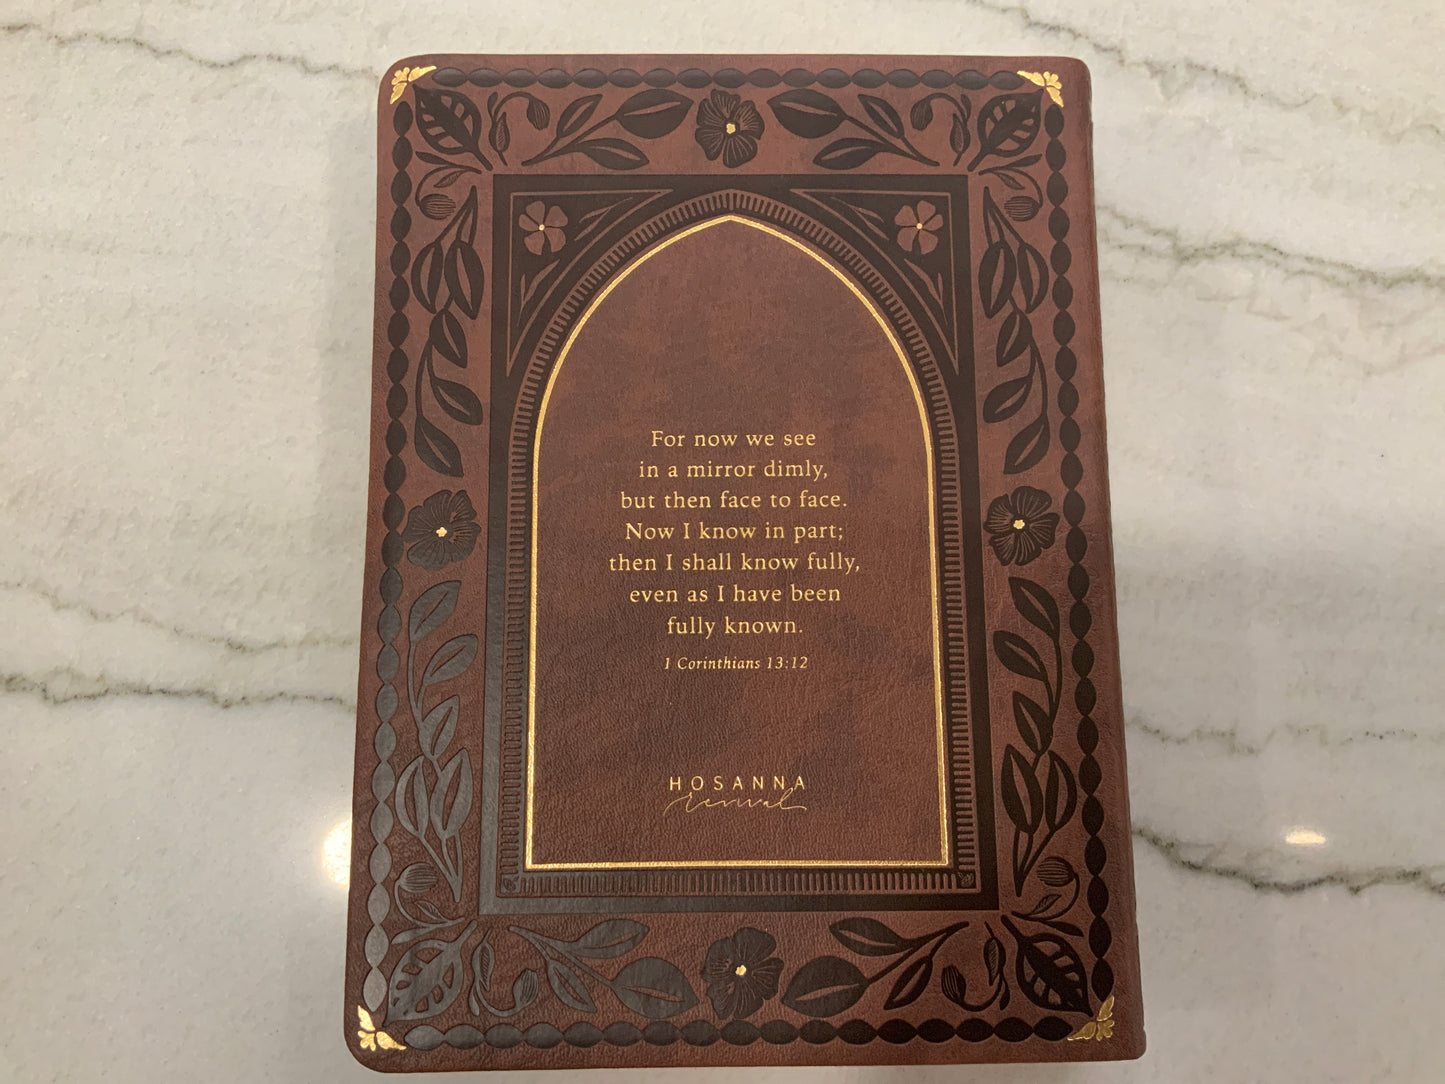 For now we see
in a mirror dimly,
but then face to face.
Now I know in part;
then I shall know fully,
even as I have been
fully known.
1 Corinthians 13:12
HOSANNA
revival